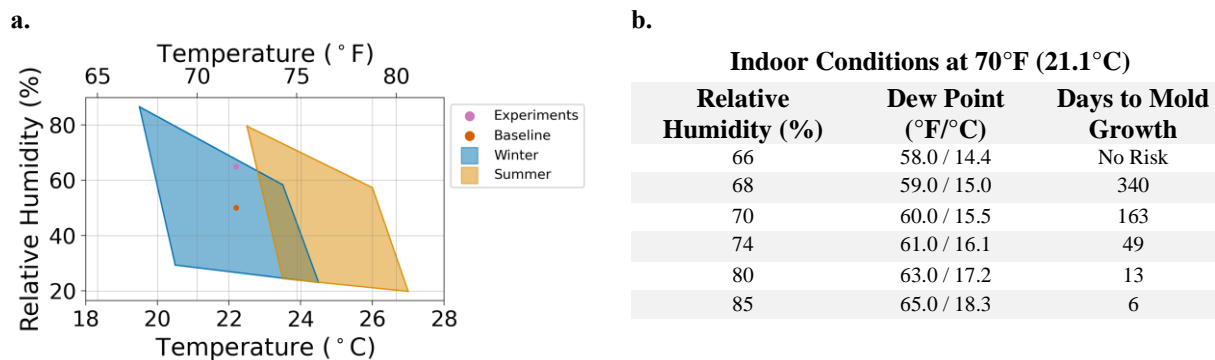 a.
Temperature (°F)
65 70 75 80
Relative Humidity (%)
80
60
40
20
18 20 22 24 26 28
Temperature (°C)
Experiments
Baseline
Winter
Summer
b.
Indoor Conditions at 70°F (21.1°C)
Relative Humidity (%) Dew Point (°F/°C) Days to Mold Growth
66 58.0 / 14.4 No Risk
68 59.0 / 15.0 340
70 60.0 / 15.5 163
74 61.0 / 16.1 49
80 63.0 / 17.2 13
85 65.0 / 18.3 6